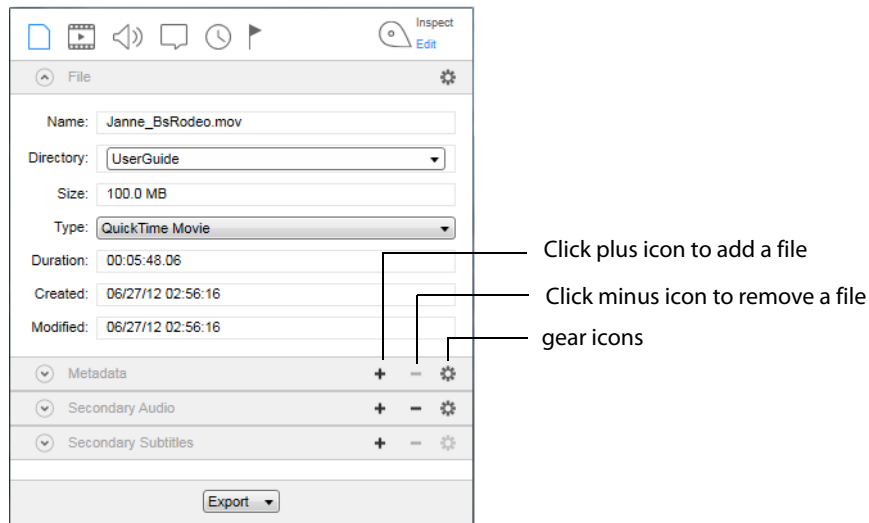 Inspect
Edit
File
Name: Janne_BsRodeo.mov
Directory: UserGuide
Size: 100.0 MB
Type: QuickTime Movie
Duration: 00:05:48.06
Created: 06/27/12 02:56:16
Modified: 06/27/12 02:56:16
Click plus icon to add a file
Click minus icon to remove a file
gear icons
Metadata
Secondary Audio
Secondary Subtitles
Export